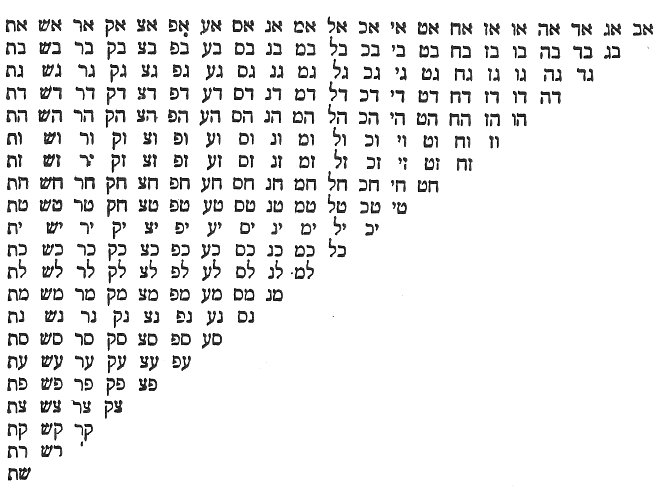 אב אג אד אה או אז אח אט אי אכ אל אמ אנ אס אע אפ אצ אק אר אש את
בג בד בה בו בז בח בט בי בכ בל במ בנ בס בע בפ בצ בק בר בש בת
גד גה גו גז גח גט גי גכ גל גמ גנ גס גע גפ גצ גק גר גש גת
דה דו דז דח דט די דכ דל דמ דנ דס דע דפ דצ דק דר דש דת
הו הז הח הט הי הכ הל המ הנ הס הע הפ הצ הק הר הש הת
וז וח וט וי וכ ול ומ ונ וס וע ופ וצ וק ור וש ות
זח זט זי זכ זל זמ זנ זס זע זפ זצ זק זר זש זת
חט חי חכ חל חמ חנ חס חע חפ חצ חק חר חש חת
טי טכ טל טמ טנ טס טע טפ טצ טק טר טש טת
יכ יל ימ ינ יס יע יפ יצ יק יר יש ית
כל כמ כנ כס כע כפ כצ כק כר כש כת
למ לנ לס לע לפ לצ לק לר לש לת
מנ מס מע מפ מצ מק מר מש מת
נס נע נפ נצ נק נר נש נת
סע ספ סצ סק סר סש סת
עפ עצ עק ער עש עת
פצ פק פר פש פת
צק צר צש צת
קר קש קת
רש רת
שת